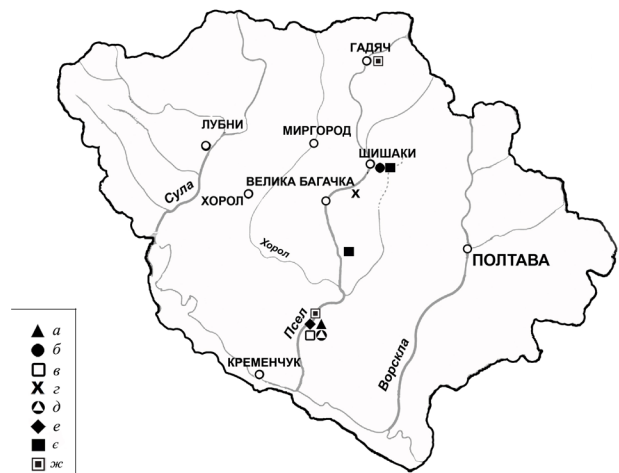 ГАДЯЧ
ЛУБНИ
МИРГОРОД
ШИШАКИ
ВЕЛИКА БАГАЧКА
Сула
ХОРОЛ
Хорол
ПОЛТАВА
Псел
Ворскла
КРЕМЕНЧУК
а
б
в
г
д
е
є
ж